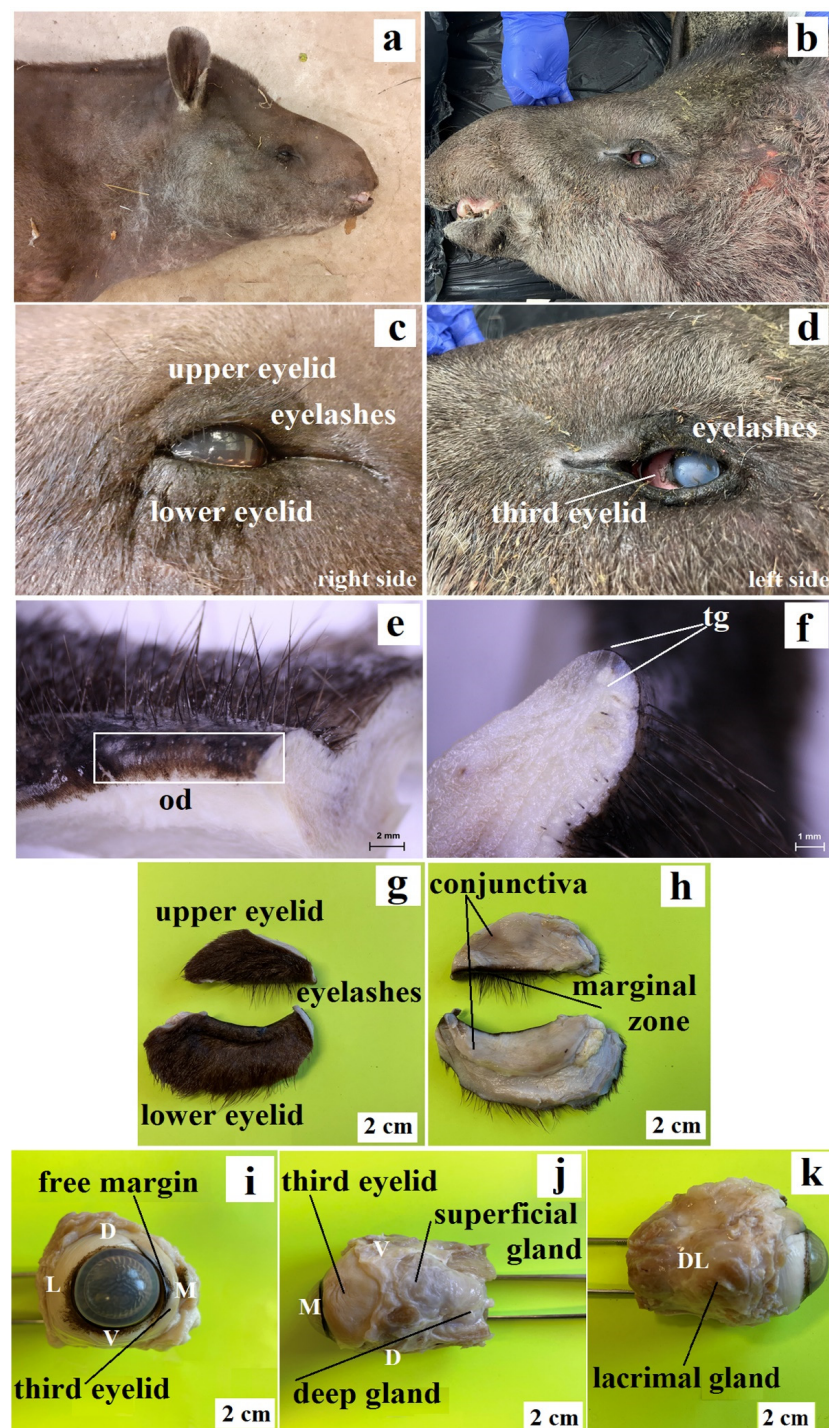 a
b
c
upper eyelid
eyelashes
lower eyelid
right side
d
eyelashes
third eyelid
left side
e
od
2 mm
f
tg
1 mm
g
upper eyelid
eyelashes
lower eyelid
2 cm
h
conjunctiva
marginal
zone
2 cm
i
free margin
D
L
M
V
third eyelid
2 cm
j
third eyelid
superficial
gland
V
M
D
deep gland
2 cm
k
DL
lacrimal gland
2 cm